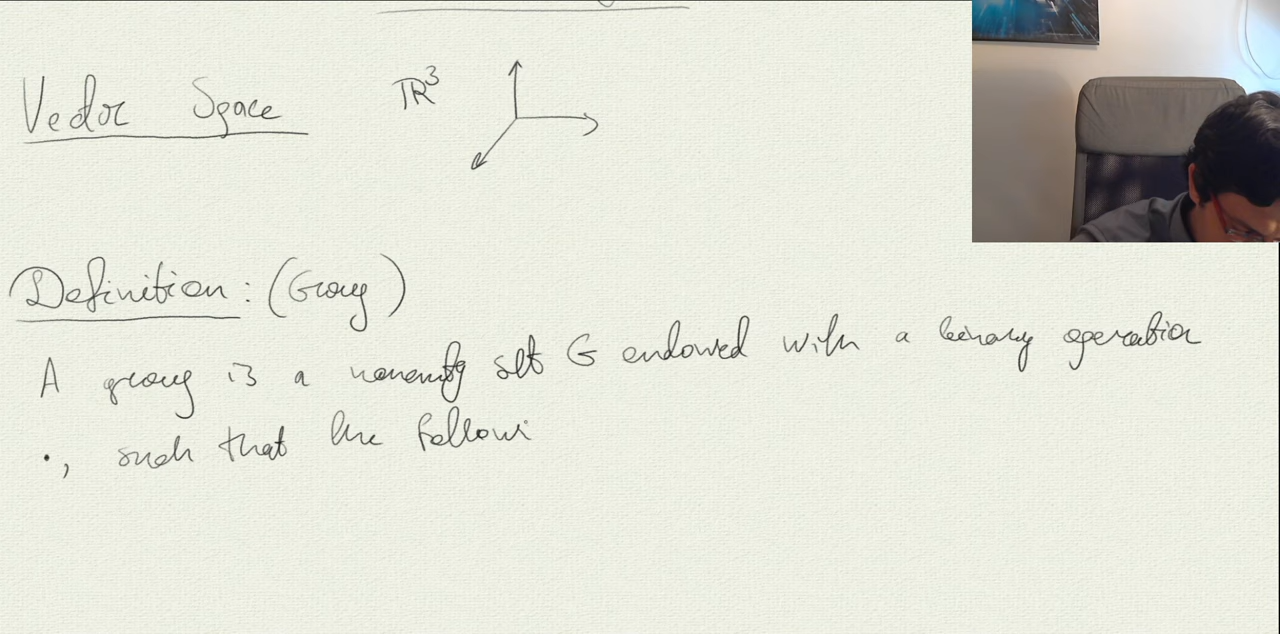 Vector Space ℝ³
Definition: (Group)
A group is a nonempty set G endowed with a binary operation
·, such that the followi